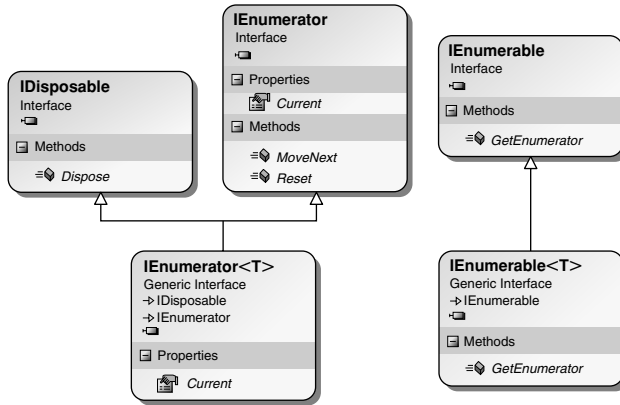 IDisposable
Interface
Methods
Dispose
IEnumerator
Interface
Properties
Current
Methods
MoveNext
Reset
IEnumerable
Interface
Methods
GetEnumerator
IEnumerator<T>
Generic Interface
IDisposable
IEnumerator
Properties
Current
IEnumerable<T>
Generic Interface
IEnumerable
Methods
GetEnumerator